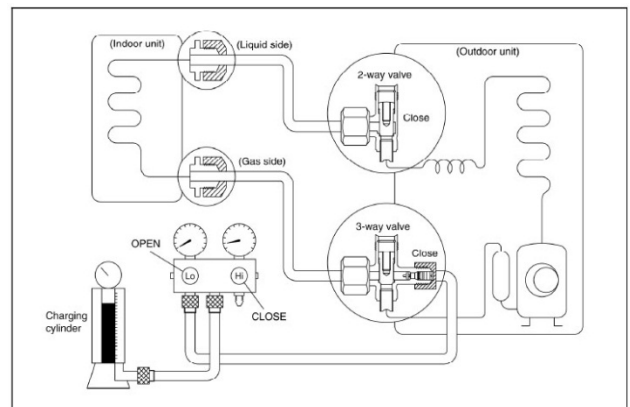 (Indoor unit)
(Liquid side)
(Outdoor unit)
2-way valve
Close
(Gas side)
3-way valve
Close
OPEN
Lo
Hi
CLOSE
Charging
cylinder